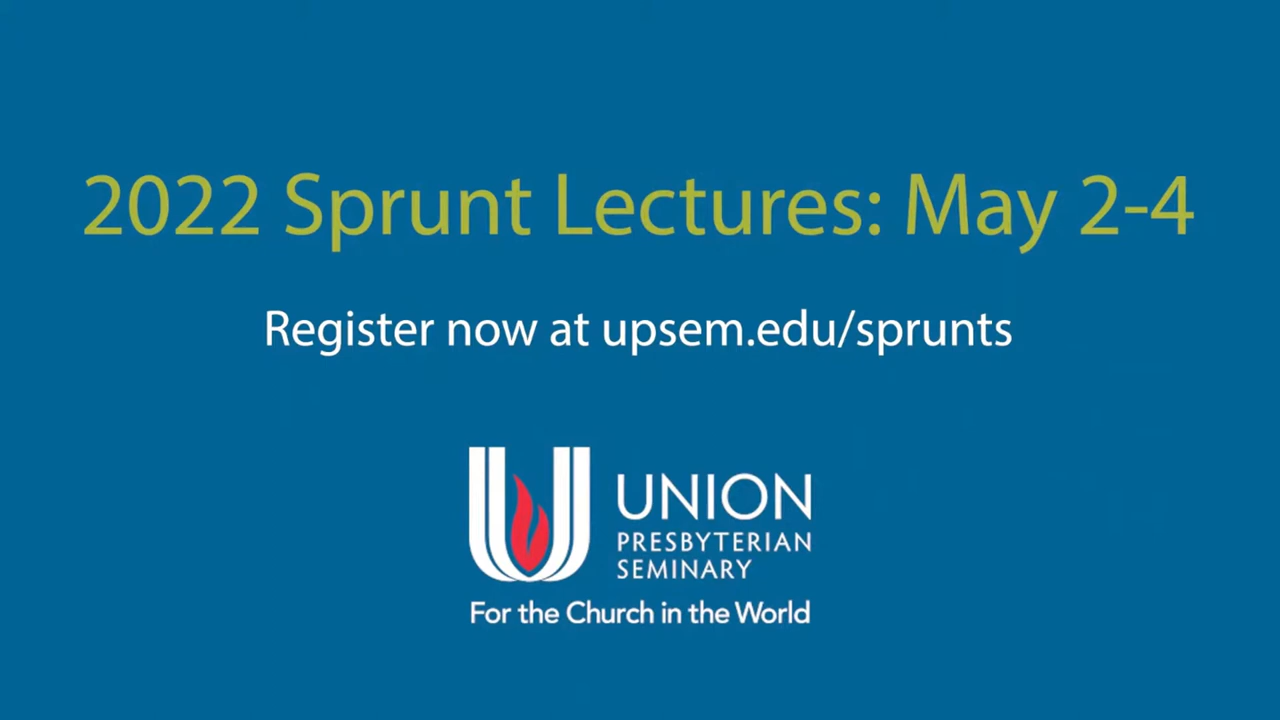 2022 Sprunt Lectures: May 2-4
Register now at upsem.edu/sprunts
UNION
PRESBYTERIAN
SEMINARY
For the Church in the World